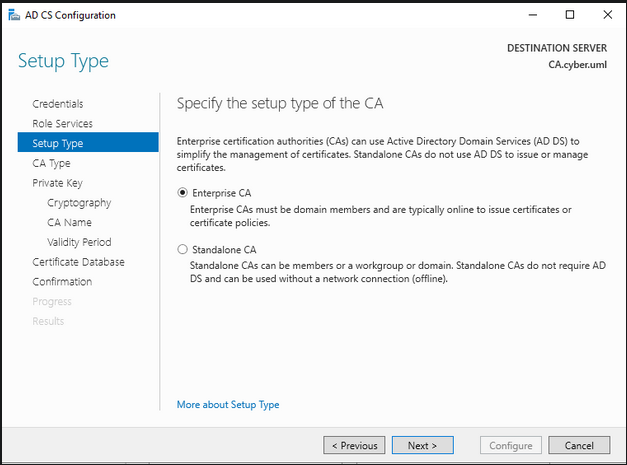 AD CS Configuration
Setup Type
DESTINATION SERVER
CA.cyber.uml
Credentials
Role Services
Setup Type
CA Type
Private Key
Cryptography
CA Name
Validity Period
Certificate Database
Confirmation
Progress
Results
Specify the setup type of the CA
Enterprise certification authorities (CAs) can use Active Directory Domain Services (AD DS) to
simplify the management of certificates. Standalone CAs do not use AD DS to issue or manage
certificates.
Enterprise CA
Enterprise CAs must be domain members and are typically online to issue certificates or
certificate policies.
Standalone CA
Standalone CAs can be members or a workgroup or domain. Standalone CAs do not require AD
DS and can be used without a network connection (offline).
More about Setup Type
< Previous
Next >
Configure
Cancel